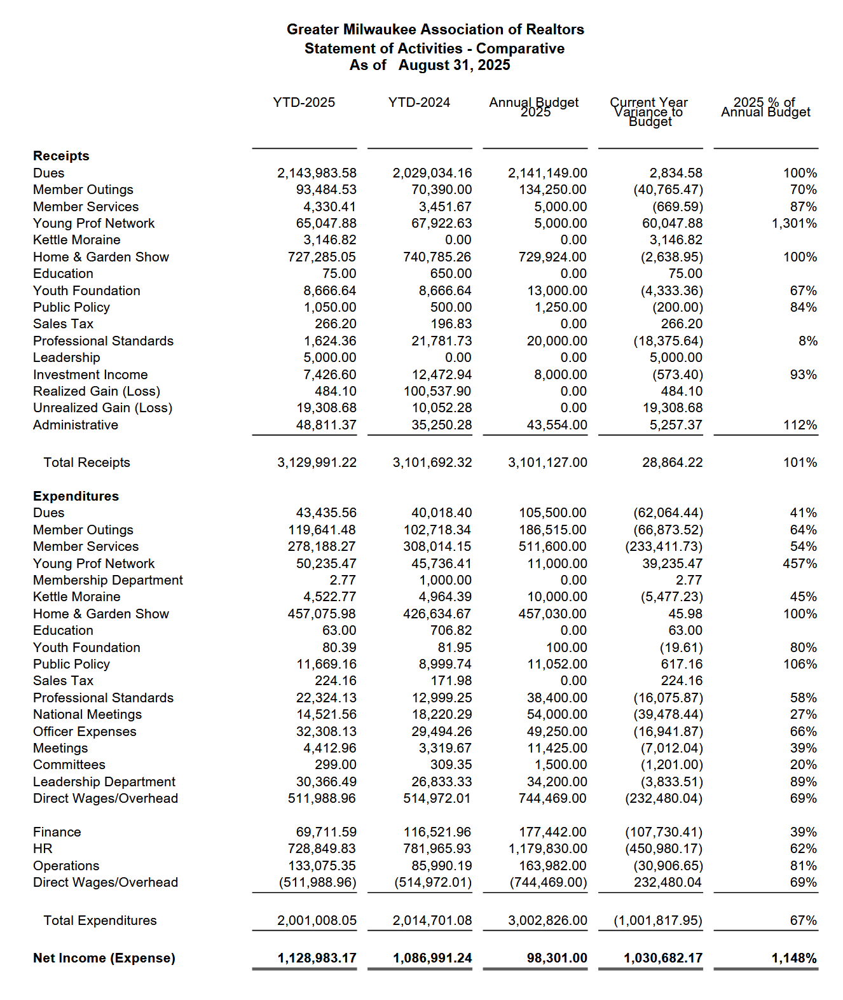 Greater Milwaukee Association of Realtors
Statement of Activities - Comparative
As of August 31, 2025
YTD-2025 YTD-2024 Annual Budget 2025 Current Year Variance to Budget 2025 % of Annual Budget
Receipts
Dues 2,143,983.58 2,029,034.16 2,141,149.00 2,834.58 100%
Member Outings 93,484.53 70,390.00 134,250.00 (40,765.47) 70%
Member Services 4,330.41 3,451.67 5,000.00 (669.59) 87%
Young Prof Network 65,047.88 67,922.63 5,000.00 60,047.88 1,301%
Kettle Moraine 3,146.82 0.00 0.00 3,146.82
Home & Garden Show 727,285.05 740,785.26 729,924.00 (2,638.95) 100%
Education 75.00 650.00 0.00 75.00
Youth Foundation 8,666.64 8,666.64 13,000.00 (4,333.36) 67%
Public Policy 1,050.00 500.00 1,250.00 (200.00) 84%
Sales Tax 266.20 196.83 0.00 266.20
Professional Standards 1,624.36 21,781.73 20,000.00 (18,375.64) 8%
Leadership 5,000.00 0.00 0.00 5,000.00
Investment Income 7,426.60 12,472.94 8,000.00 (573.40) 93%
Realized Gain (Loss) 484.10 100,537.90 0.00 484.10
Unrealized Gain (Loss) 19,308.68 10,052.28 0.00 19,308.68
Administrative 48,811.37 35,250.28 43,554.00 5,257.37 112%
Total Receipts 3,129,991.22 3,101,692.32 3,101,127.00 28,864.22 101%
Expenditures
Dues 43,435.56 40,018.40 105,500.00 (62,064.44) 41%
Member Outings 119,641.48 102,718.34 186,515.00 (66,873.52) 64%
Member Services 278,188.27 308,014.15 511,600.00 (233,411.73) 54%
Young Prof Network 50,235.47 45,736.41 11,000.00 39,235.47 457%
Membership Department 2.77 1,000.00 0.00 2.77
Kettle Moraine 4,522.77 4,964.39 10,000.00 (5,477.23) 45%
Home & Garden Show 457,075.98 426,634.67 457,030.00 45.98 100%
Education 63.00 706.82 0.00 63.00
Youth Foundation 80.39 81.95 100.00 (19.61) 80%
Public Policy 11,669.16 8,999.74 11,052.00 617.16 106%
Sales Tax 224.16 171.98 0.00 224.16
Professional Standards 22,324.13 12,999.25 38,400.00 (16,075.87) 58%
National Meetings 14,521.56 18,220.29 54,000.00 (39,478.44) 27%
Officer Expenses 32,308.13 29,494.26 49,250.00 (16,941.87) 66%
Meetings 4,412.96 3,319.67 11,425.00 (7,012.04) 39%
Committees 299.00 309.35 1,500.00 (1,201.00) 20%
Leadership Department 30,366.49 26,833.33 34,200.00 (3,833.51) 89%
Direct Wages/Overhead 511,988.96 514,972.01 744,469.00 (232,480.04) 69%
Finance 69,711.59 116,521.96 177,442.00 (107,730.41) 39%
HR 728,849.83 781,965.93 1,179,830.00 (450,980.17) 62%
Operations 133,075.35 85,990.19 163,982.00 (30,906.65) 81%
Direct Wages/Overhead (511,988.96) (514,972.01) (744,469.00) 232,480.04 69%
Total Expenditures 2,001,008.05 2,014,701.08 3,002,826.00 (1,001,817.95) 67%
Net Income (Expense) 1,128,983.17 1,086,991.24 98,301.00 1,030,682.17 1,148%